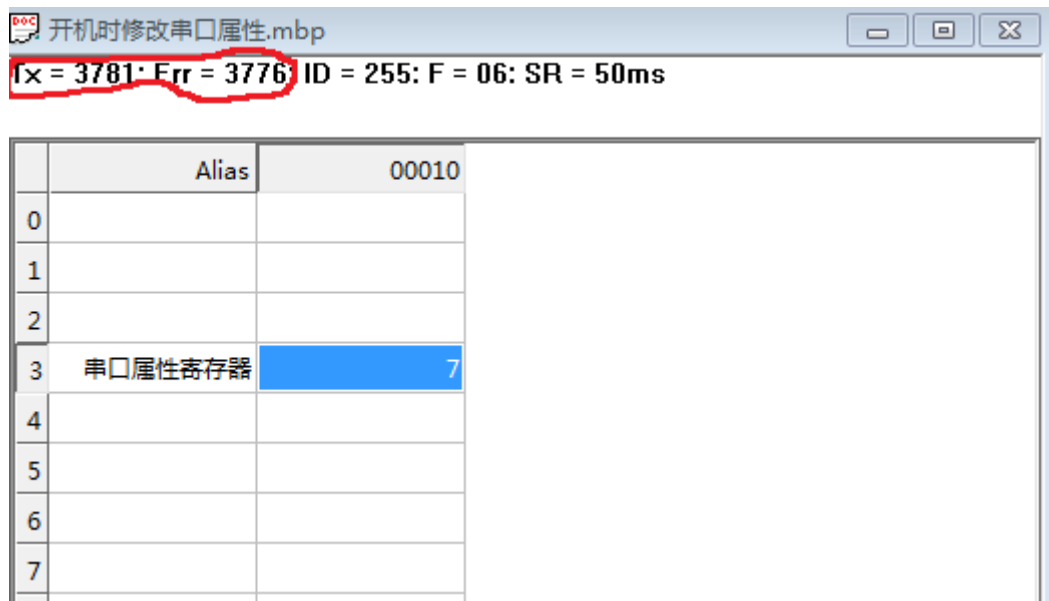 开机时修改串口属性.mbp
Tx = 3781: Err = 3776: ID = 255: F = 06: SR = 50ms
Alias 00010
0
1
2
3 串口属性寄存器 7
4
5
6
7